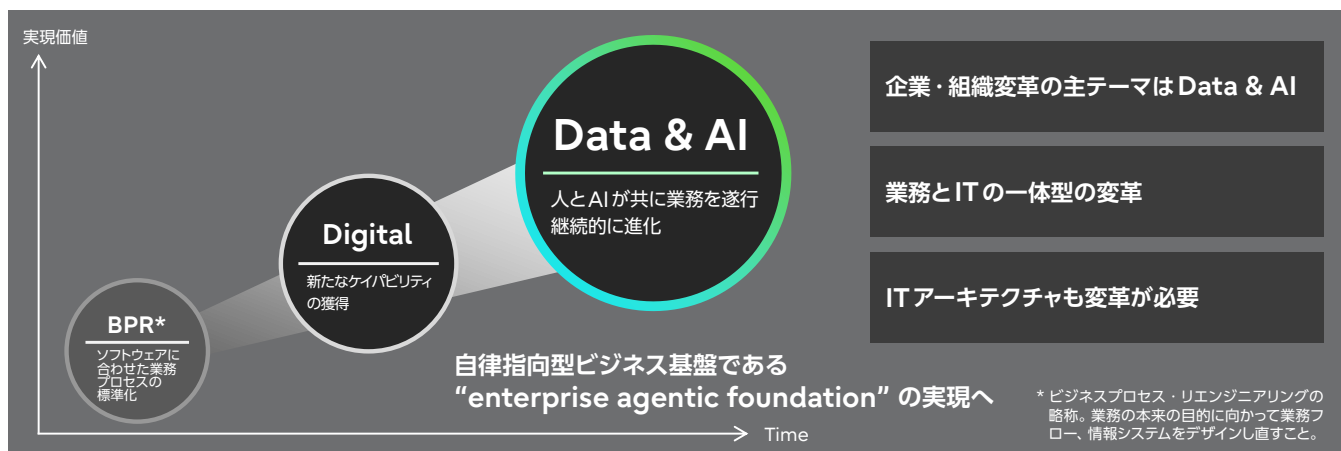 実現価値
BPR*
ソフトウェアに
合わせた業務
プロセスの
標準化
Digital
新たなケイパビリティ
の獲得
Data & AI
人とAIが共に業務を遂行
継続的に進化
自律指向型ビジネス基盤である
“enterprise agentic foundation” の実現へ
Time
企業・組織変革の主テーマは Data & AI
業務とITの一体型の変革
ITアーキテクチャも変革が必要
* ビジネスプロセス・リエンジニアリングの
略称。業務の本来の目的に向かって業務フ
ロー、情報システムをデザインし直すこと。